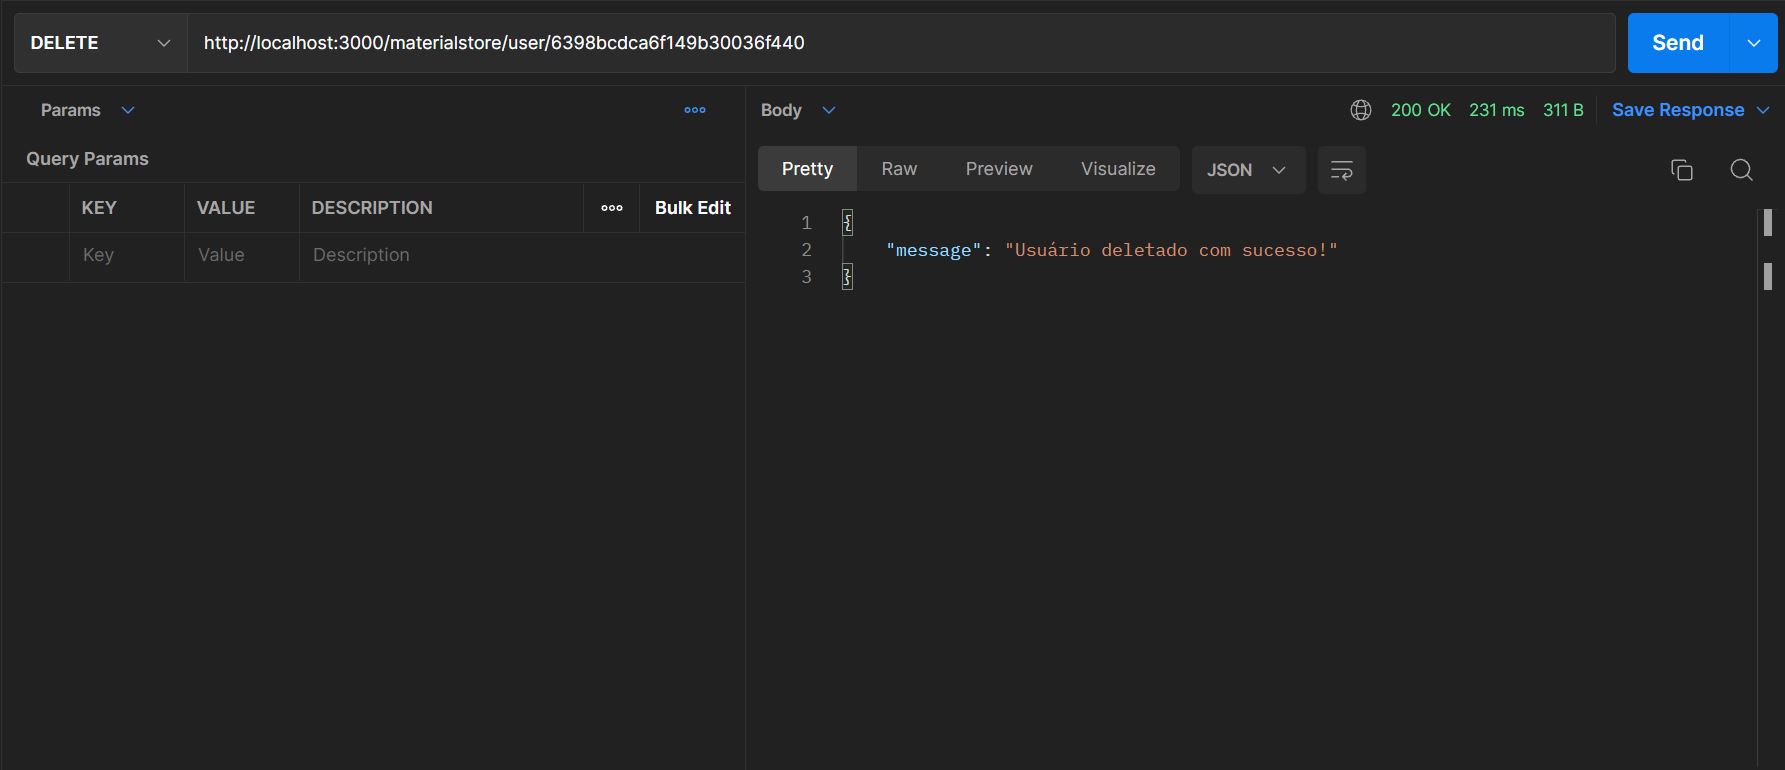 DELETE
http://localhost:3000/materialstore/user/6398bcdca6f149b30036f440
Send
Params
Body
200 OK 231 ms 311 B Save Response
Query Params
Pretty Raw Preview Visualize JSON
KEY VALUE DESCRIPTION Bulk Edit
Key Value Description
1 {
2 "message": "Usuário deletado com sucesso!"
3 }